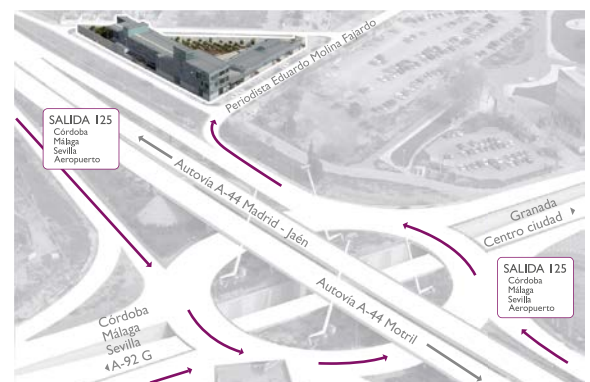 Periodista Eduardo Molina Fajardo
SALIDA 125
Córdoba
Málaga
Sevilla
Aeropuerto
Autovía A-44 Madrid - Jaén
Granada
Centro ciudad
SALIDA 125
Córdoba
Málaga
Sevilla
Aeropuerto
Autovía A-44 Motril
Córdoba
Málaga
Sevilla
A-92 G